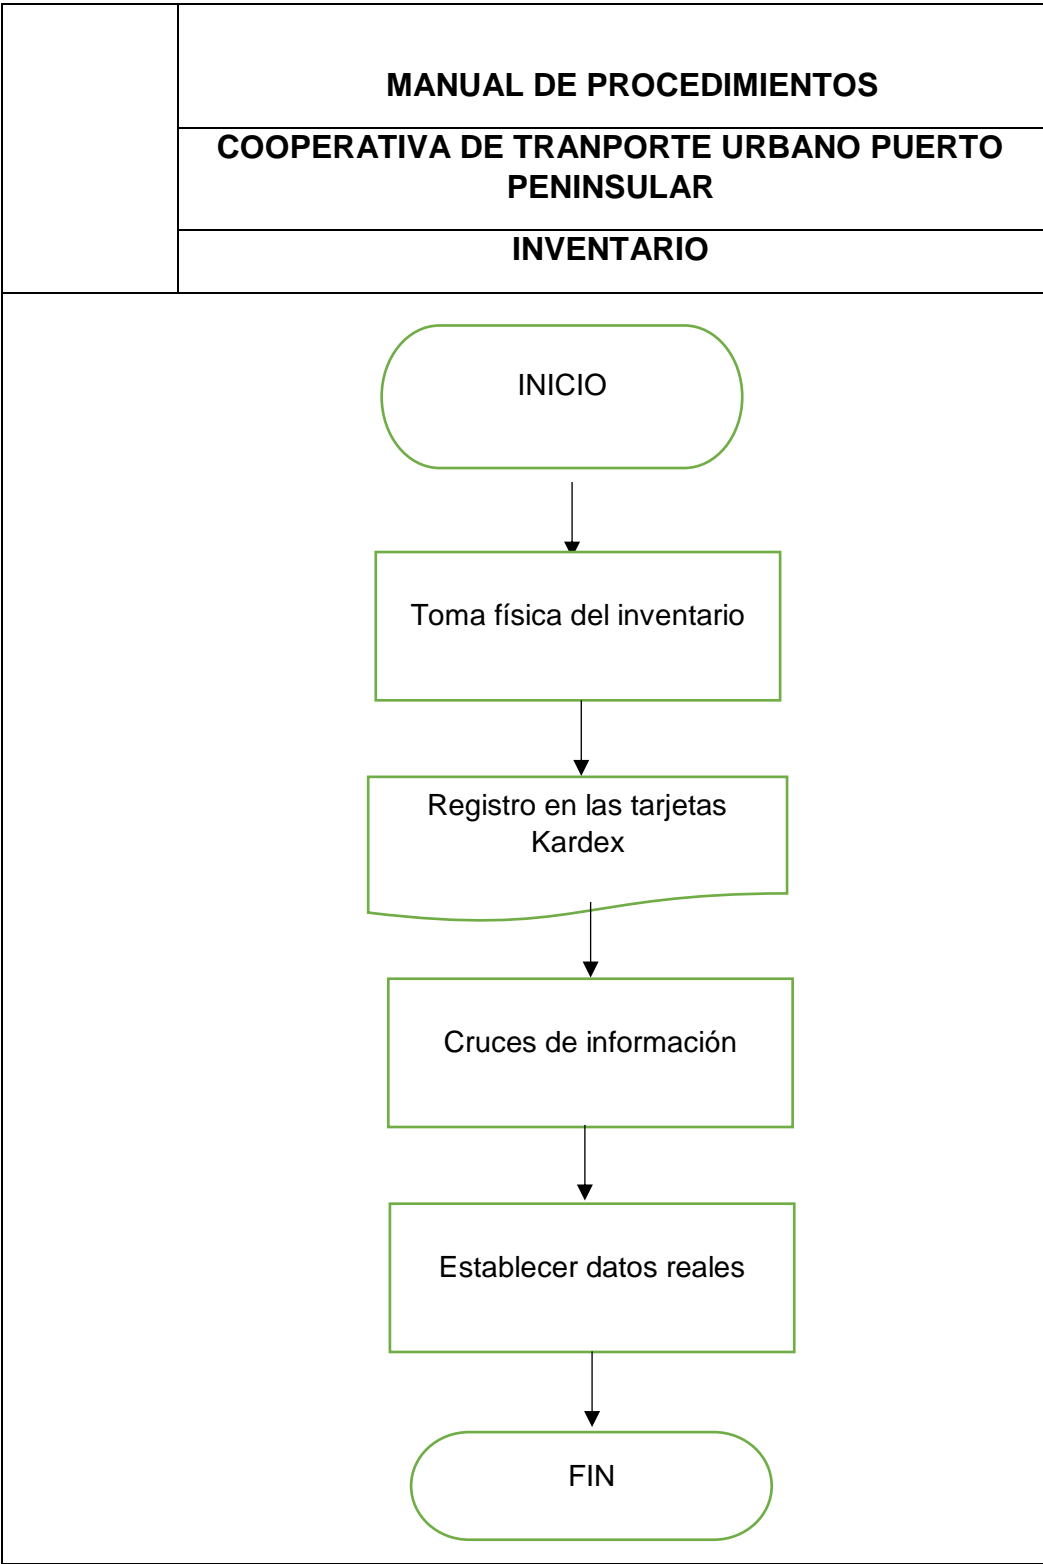 MANUAL DE PROCEDIMIENTOS
COOPERATIVA DE TRANPORTE URBANO PUERTO
PENINSULAR
INVENTARIO
INICIO
Toma física del inventario
Registro en las tarjetas
Kardex
Cruces de información
Establecer datos reales
FIN